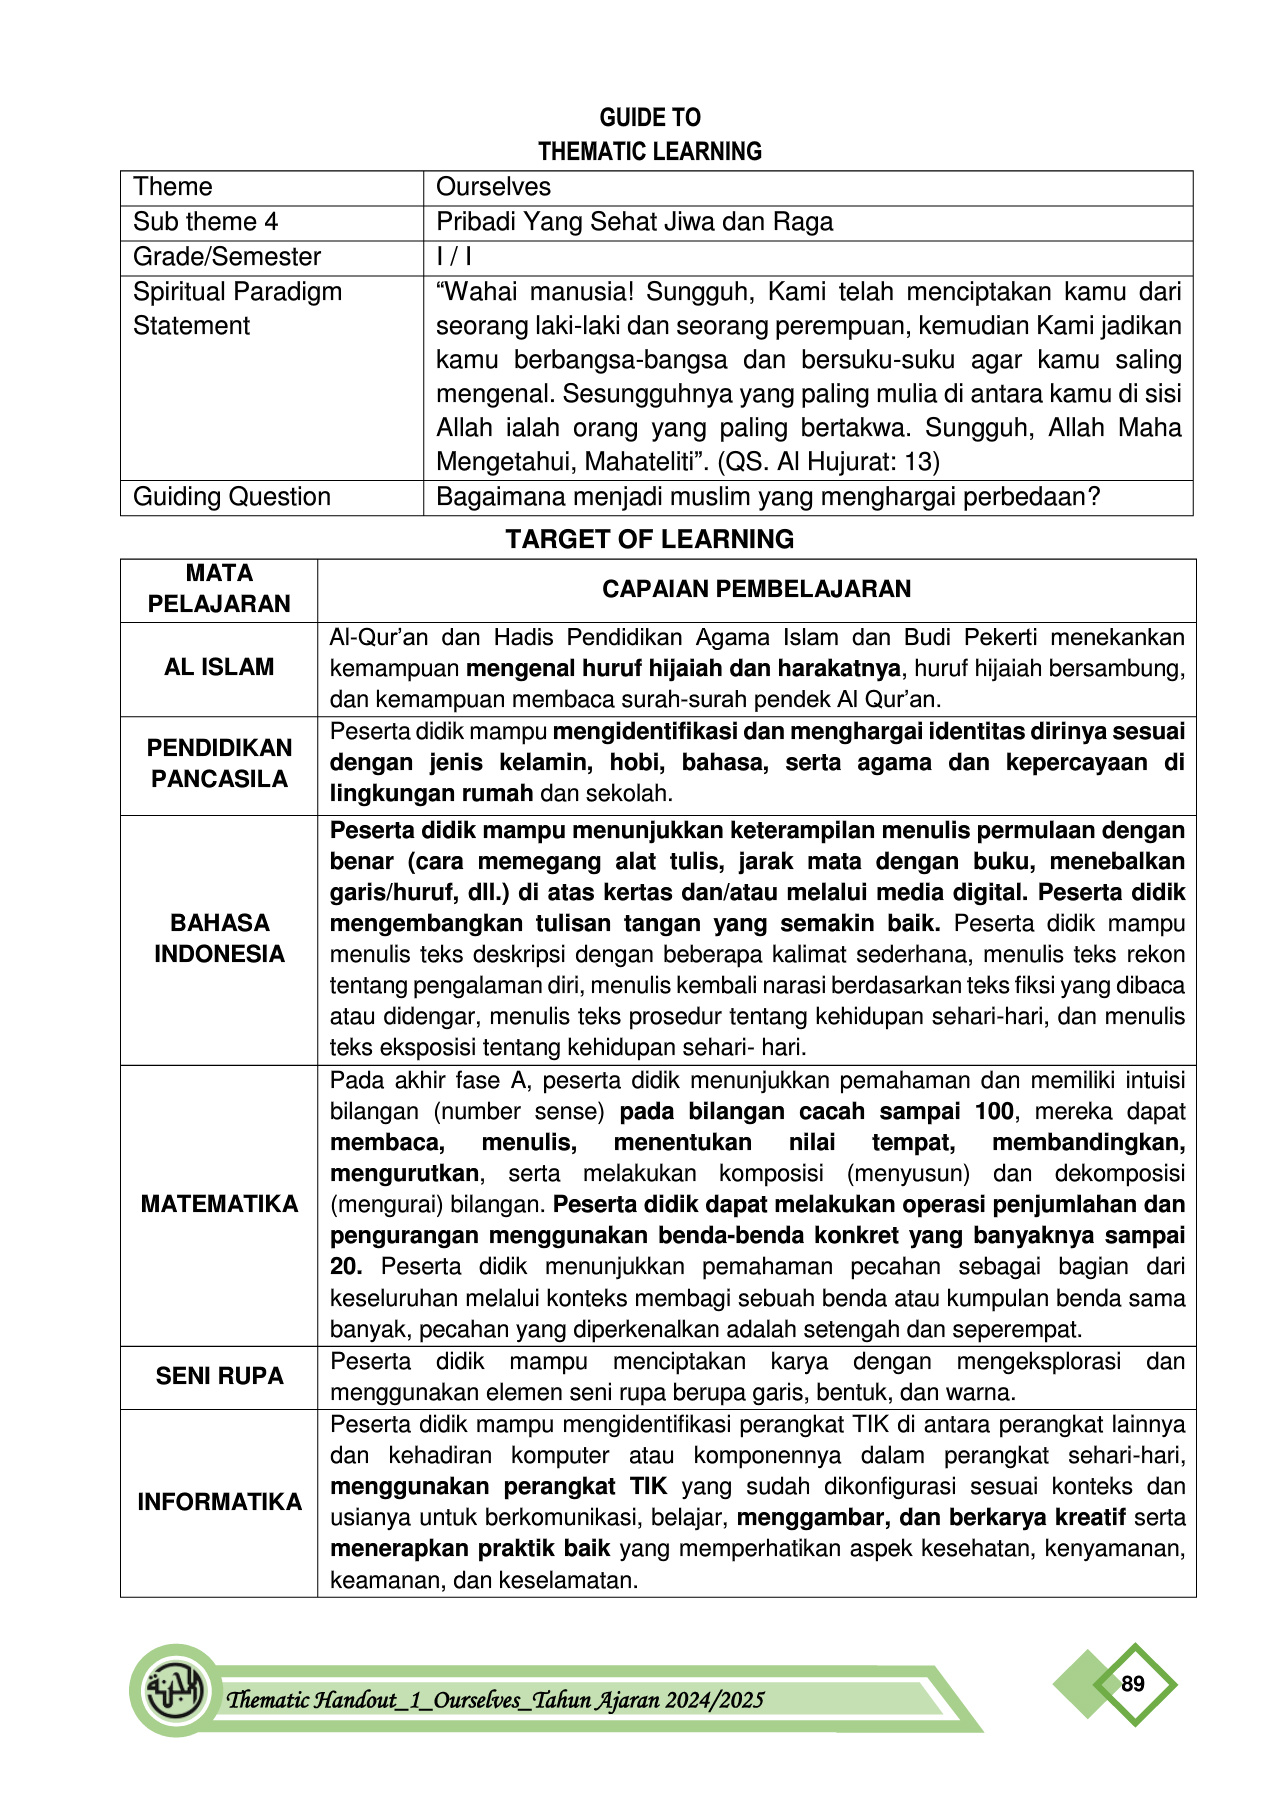 GUIDE TO
THEMATIC LEARNING
Theme Ourselves
Sub theme 4 Pribadi Yang Sehat Jiwa dan Raga
Grade/Semester I / I
Spiritual Paradigm
Statement
“Wahai manusia! Sungguh, Kami telah menciptakan kamu dari
seorang laki-laki dan seorang perempuan, kemudian Kami jadikan
kamu berbangsa-bangsa dan bersuku-suku agar kamu saling
mengenal. Sesungguhnya yang paling mulia di antara kamu di sisi
Allah ialah orang yang paling bertakwa. Sungguh, Allah Maha
Mengetahui, Mahateliti”. (QS. Al Hujurat: 13)
Guiding Question Bagaimana menjadi muslim yang menghargai perbedaan?
TARGET OF LEARNING
MATA
PELAJARAN
CAPAIAN PEMBELAJARAN
AL ISLAM
Al-Qur’an dan Hadis Pendidikan Agama Islam dan Budi Pekerti menekankan
kemampuan mengenal huruf hijaiah dan harakatnya, huruf hijaiah bersambung,
dan kemampuan membaca surah-surah pendek Al Qur’an.
PENDIDIKAN
PANCASILA
Peserta didik mampu mengidentifikasi dan menghargai identitas dirinya sesuai
dengan jenis kelamin, hobi, bahasa, serta agama dan kepercayaan di
lingkungan rumah dan sekolah.
BAHASA
INDONESIA
Peserta didik mampu menunjukkan keterampilan menulis permulaan dengan
benar (cara memegang alat tulis, jarak mata dengan buku, menebalkan
garis/huruf, dll.) di atas kertas dan/atau melalui media digital. Peserta didik
mengembangkan tulisan tangan yang semakin baik. Peserta didik mampu
menulis teks deskripsi dengan beberapa kalimat sederhana, menulis teks rekon
tentang pengalaman diri, menulis kembali narasi berdasarkan teks fiksi yang dibaca
atau didengar, menulis teks prosedur tentang kehidupan sehari-hari, dan menulis
teks eksposisi tentang kehidupan sehari- hari.
MATEMATIKA
Pada akhir fase A, peserta didik menunjukkan pemahaman dan memiliki intuisi
bilangan (number sense) pada bilangan cacah sampai 100, mereka dapat
membaca, menulis, menentukan nilai tempat, membandingkan,
mengurutkan, serta melakukan komposisi (menyusun) dan dekomposisi
(mengurai) bilangan. Peserta didik dapat melakukan operasi penjumlahan dan
pengurangan menggunakan benda-benda konkret yang banyaknya sampai
20. Peserta didik menunjukkan pemahaman pecahan sebagai bagian dari
keseluruhan melalui konteks membagi sebuah benda atau kumpulan benda sama
banyak, pecahan yang diperkenalkan adalah setengah dan seperempat.
SENI RUPA
Peserta didik mampu menciptakan karya dengan mengeksplorasi dan
menggunakan elemen seni rupa berupa garis, bentuk, dan warna.
INFORMATIKA
Peserta didik mampu mengidentifikasi perangkat TIK di antara perangkat lainnya
dan kehadiran komputer atau komponennya dalam perangkat sehari-hari,
menggunakan perangkat TIK yang sudah dikonfigurasi sesuai konteks dan
usianya untuk berkomunikasi, belajar, menggambar, dan berkarya kreatif serta
menerapkan praktik baik yang memperhatikan aspek kesehatan, kenyamanan,
keamanan, dan keselamatan.
Thematic Handout_1_Ourselves_Tahun Ajaran 2024/2025
89